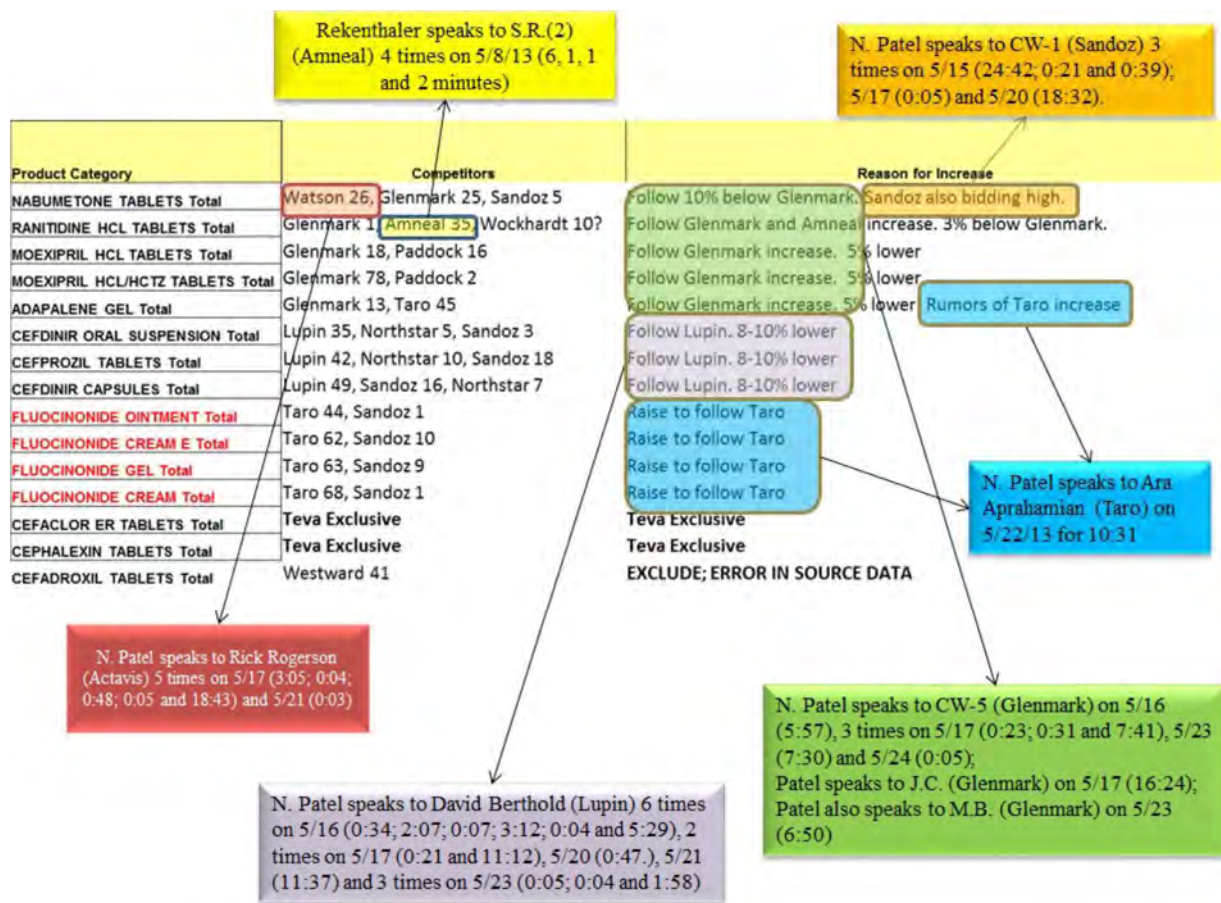 Rekenthaler speaks to S.R.(2)
(Amneal) 4 times on 5/8/13 (6, 1, 1
and 2 minutes)
N. Patel speaks to CW-1 (Sandoz) 3
times on 5/15 (24:42; 0:21 and 0:39);
5/17 (0:05) and 5/20 (18:32).
Product Category Competitors Reason for Increase
NABUMETONE TABLETS Total Watson 26, Glenmark 25, Sandoz 5 Follow 10% below Glenmark. Sandoz also bidding high.
RANITIDINE HCL TABLETS Total Glenmark 1, Amneal 35, Wockhardt 10? Follow Glenmark and Amneal increase. 3% below Glenmark.
MOEXIPRIL HCL TABLETS Total Glenmark 18, Paddock 16 Follow Glenmark increase. 5% lower
MOEXIPRIL HCL/HCTZ TABLETS Total Glenmark 78, Paddock 2 Follow Glenmark increase. 5% lower
ADAPALENE GEL Total Glenmark 13, Taro 45 Follow Glenmark increase. 5% lower Rumors of Taro increase
CEFDINIR ORAL SUSPENSION Total Lupin 35, Northstar 5, Sandoz 3 Follow Lupin. 8-10% lower
CEFPROZIL TABLETS Total Lupin 42, Northstar 10, Sandoz 18 Follow Lupin. 8-10% lower
CEFDINIR CAPSULES Total Lupin 49, Sandoz 16, Northstar 7 Follow Lupin. 8-10% lower
FLUOCINONIDE OINTMENT Total Taro 44, Sandoz 1 Raise to follow Taro
FLUOCINONIDE CREAM E Total Taro 62, Sandoz 10 Raise to follow Taro
FLUOCINONIDE GEL Total Taro 63, Sandoz 9 Raise to follow Taro
FLUOCINONIDE CREAM Total Taro 68, Sandoz 1 Raise to follow Taro
CEFACLOR ER TABLETS Total Teva Exclusive Teva Exclusive
CEPHALEXIN TABLETS Total Teva Exclusive Teva Exclusive
CEFADROXIL TABLETS Total Westward 41 EXCLUDE; ERROR IN SOURCE DATA
N. Patel speaks to Ara
Aprahamian (Taro) on
5/22/13 for 10:31
N. Patel speaks to Rick Rogerson
(Actavis) 5 times on 5/17 (3:05; 0:04;
0:48; 0:05 and 18:43) and 5/21 (0:03)
N. Patel speaks to CW-5 (Glenmark) on 5/16
(5:57), 3 times on 5/17 (0:23; 0:31 and 7:41), 5/23
(7:30) and 5/24 (0:05);
Patel speaks to J.C. (Glenmark) on 5/17 (16:24);
Patel also speaks to M.B. (Glenmark) on 5/23
(6:50)
N. Patel speaks to David Berthold (Lupin) 6 times
on 5/16 (0:34; 2:07; 0:07; 3:12; 0:04 and 5:29), 2
times on 5/17 (0:21 and 11:12), 5/20 (0:47.), 5/21
(11:37) and 3 times on 5/23 (0:05; 0:04 and 1:58)